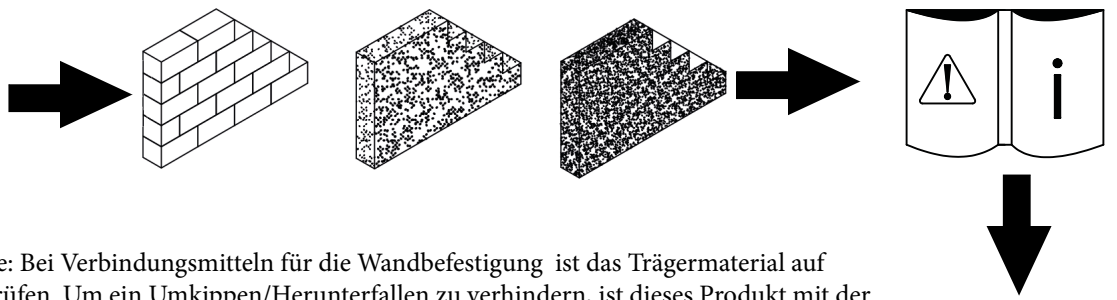 ! i
e: Bei Verbindungsmitteln für die Wandbefestigung ist das Trägermaterial auf
rüfen. Um ein Umkippen/Herunterfallen zu verhindern, ist dieses Produkt mit der